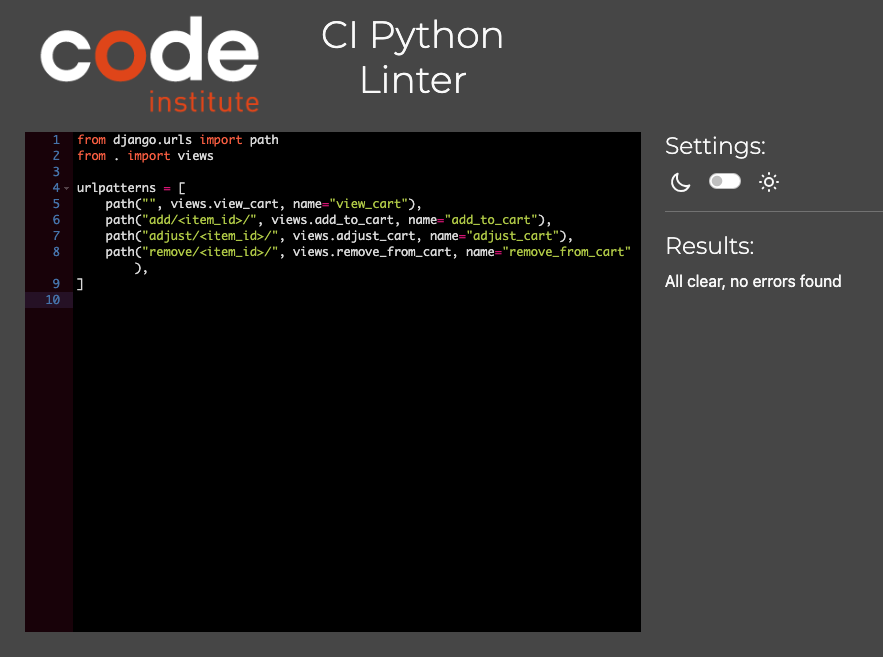 code
institute
CI Python
Linter
1 from django.urls import path
2 from . import views
3
4 urlpatterns = [
5     path("", views.view_cart, name="view_cart"),
6     path("add/<item_id>/", views.add_to_cart, name="add_to_cart"),
7     path("adjust/<item_id>/", views.adjust_cart, name="adjust_cart"),
8     path("remove/<item_id>/", views.remove_from_cart, name="remove_from_cart"
        ),
9 ]
10
Settings:
Results:
All clear, no errors found